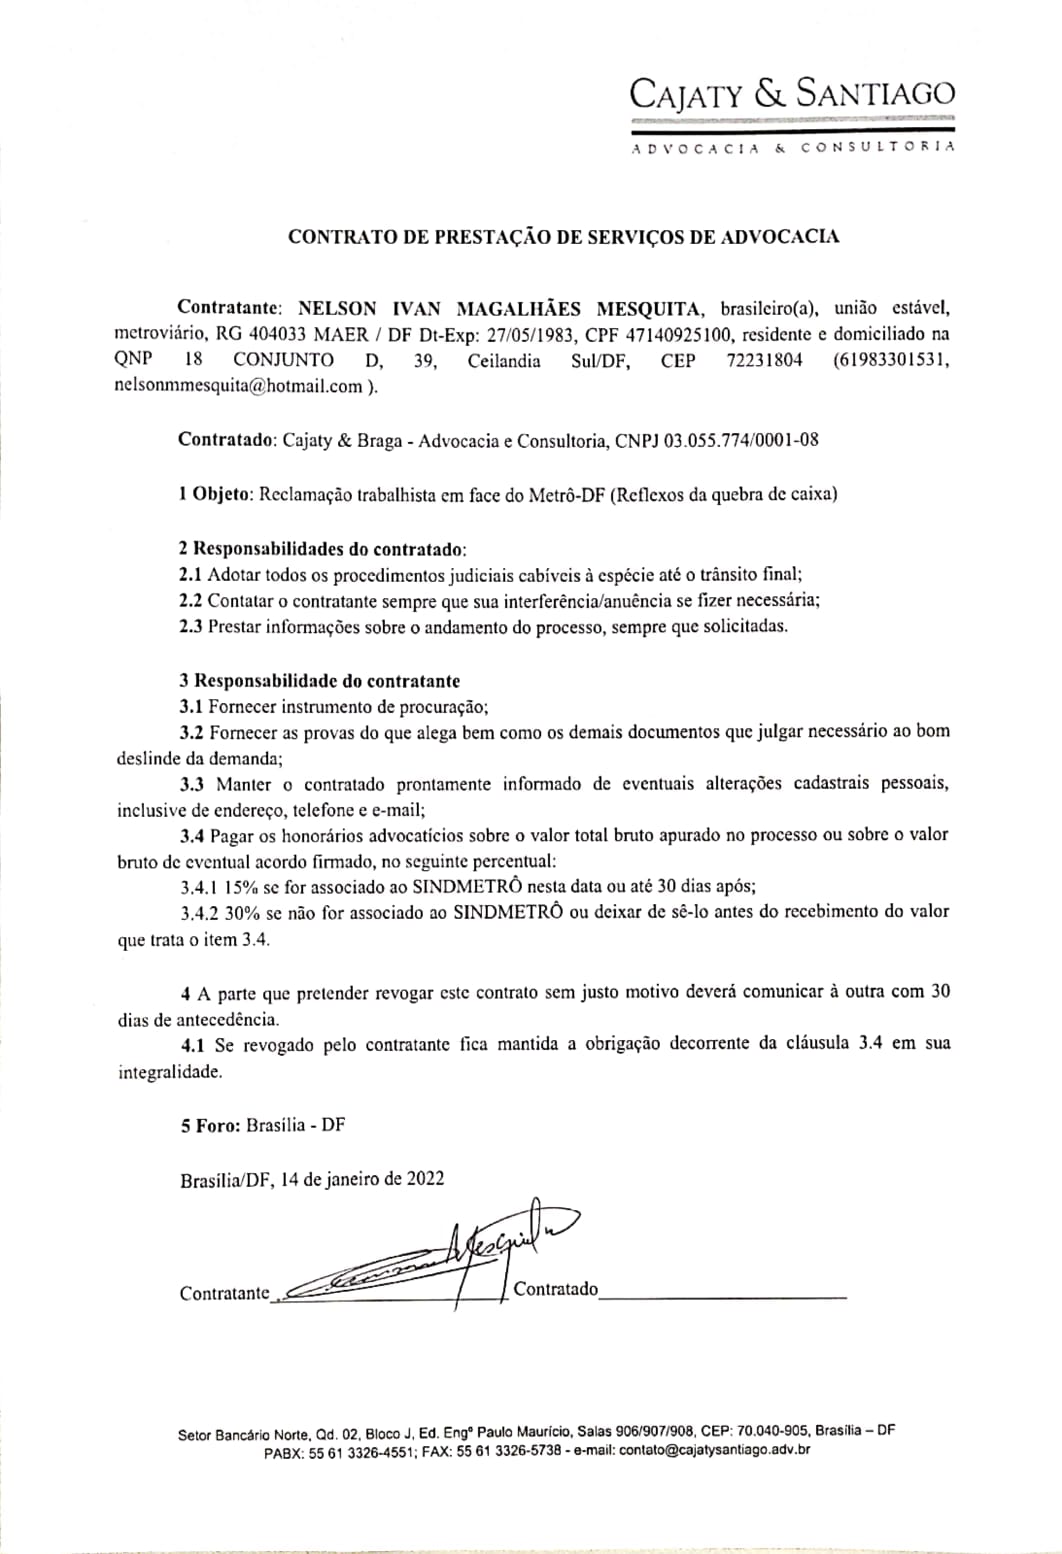 CAJATY & SANTIAGO
ADVOCACIA & CONSULTORIA
CONTRATO DE PRESTAÇÃO DE SERVIÇOS DE ADVOCACIA
Contratante: NELSON IVAN MAGALHÃES MESQUITA, brasileiro(a), união estável,
metroviário, RG 404033 MAER / DF Dt-Exp: 27/05/1983, CPF 47140925100, residente e domiciliado na
QNP 18 CONJUNTO D, 39, Ceilandia Sul/DF, CEP 72231804 (61983301531,
nelsonmmesquita@hotmail.com ).
Contratado: Cajaty & Braga - Advocacia e Consultoria, CNPJ 03.055.774/0001-08
1 Objeto: Reclamação trabalhista em face do Metrô-DF (Reflexos da quebra de caixa)
2 Responsabilidades do contratado:
2.1 Adotar todos os procedimentos judiciais cabíveis à espécie até o trânsito final;
2.2 Contatar o contratante sempre que sua interferência/anuência se fizer necessária;
2.3 Prestar informações sobre o andamento do processo, sempre que solicitadas.
3 Responsabilidade do contratante
3.1 Fornecer instrumento de procuração;
3.2 Fornecer as provas do que alega bem como os demais documentos que julgar necessário ao bom
deslinde da demanda;
3.3 Manter o contratado prontamente informado de eventuais alterações cadastrais pessoais,
inclusive de endereço, telefone e e-mail;
3.4 Pagar os honorários advocatícios sobre o valor total bruto apurado no processo ou sobre o valor
bruto de eventual acordo firmado, no seguinte percentual:
3.4.1 15% se for associado ao SINDMETRÔ nesta data ou até 30 dias após;
3.4.2 30% se não for associado ao SINDMETRÔ ou deixar de sê-lo antes do recebimento do valor
que trata o item 3.4.
4 A parte que pretender revogar este contrato sem justo motivo deverá comunicar à outra com 30
dias de antecedência.
4.1 Se revogado pelo contratante fica mantida a obrigação decorrente da cláusula 3.4 em sua
integralidade.
5 Foro: Brasília - DF
Brasília/DF, 14 de janeiro de 2022
Contratante Contratado
Setor Bancário Norte, Qd. 02, Bloco J, Ed. Engº Paulo Maurício, Salas 906/907/908, CEP: 70.040-905, Brasília – DF
PABX: 55 61 3326-4551; FAX: 55 61 3326-5738 - e-mail: contato@cajatysantiago.adv.br